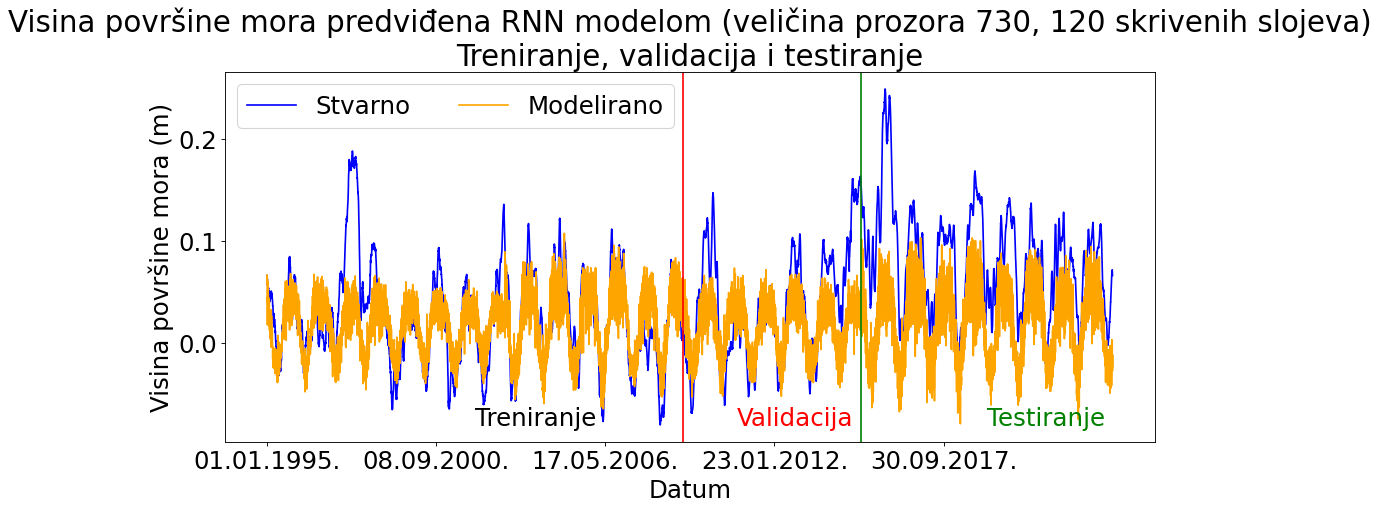 Visina površine mora predviđena RNN modelom (veličina prozora 730, 120 skrivenih slojeva)
Treniranje, validacija i testiranje
Stvarno
Modelirano
Visina površine mora (m)
0.2
0.1
0.0
Treniranje
Validacija
Testiranje
01.01.1995.
08.09.2000.
17.05.2006.
23.01.2012.
30.09.2017.
Datum